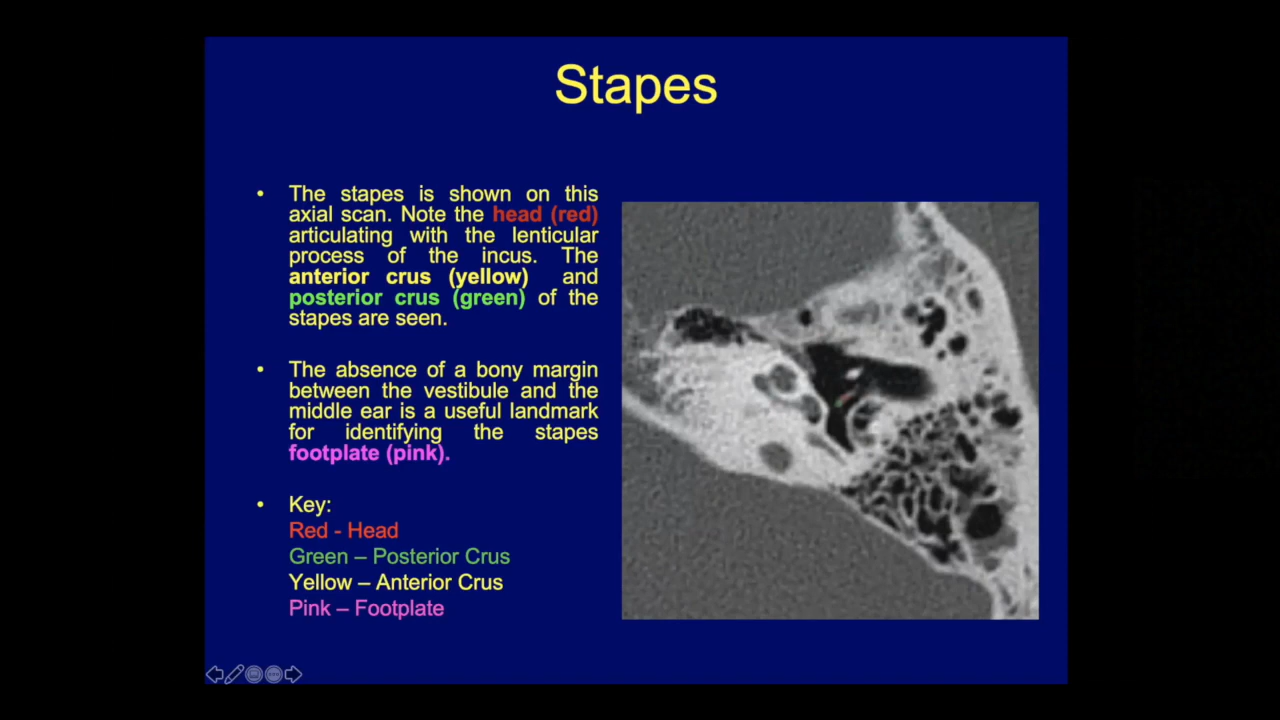 Stapes
• The stapes is shown on this
axial scan. Note the head (red)
articulating with the lenticular
process of the incus. The
anterior crus (yellow) and
posterior crus (green) of the
stapes are seen.
• The absence of a bony margin
between the vestibule and the
middle ear is a useful landmark
for identifying the stapes
footplate (pink).
• Key:
Red - Head
Green – Posterior Crus
Yellow – Anterior Crus
Pink – Footplate